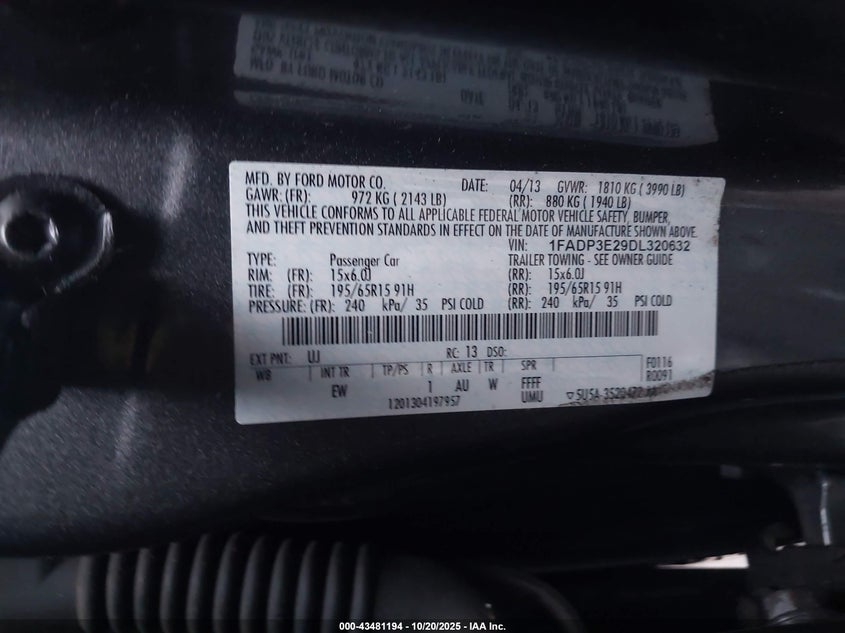 MFD. BY FORD MOTOR CO. DATE: 04/13 GVWR: 1810 KG ( 3990 LB)
GAWR: (FR): 972 KG ( 2143 LB) (RR): 880 KG ( 1940 LB)
THIS VEHICLE CONFORMS TO ALL APPLICABLE FEDERAL MOTOR VEHICLE SAFETY, BUMPER,
AND THEFT PREVENTION STANDARDS IN EFFECT ON THE DATE OF MANUFACTURE SHOWN ABOVE.
VIN: 1FADP3E29DL320632
TYPE: Passenger Car TRAILER TOWING - SEE OWNER GUIDE
RIM: (FR): 15x6.0J (RR): 15x6.0J
TIRE: (FR): 195/65R15 91H (RR): 195/65R15 91H
PRESSURE: (FR): 240 kPa/ 35 PSI COLD (RR): 240 kPa/ 35 PSI COLD
EXT PNT: UJ RC: 13 DSO:
WB INT TR TP/PS R AXLE TR SPR F0116
EW 1 AU W FFFF R0091
1201304197957 UMU ▽5U5A-3520472
000-43481194 - 10/20/2025 - IAA Inc.